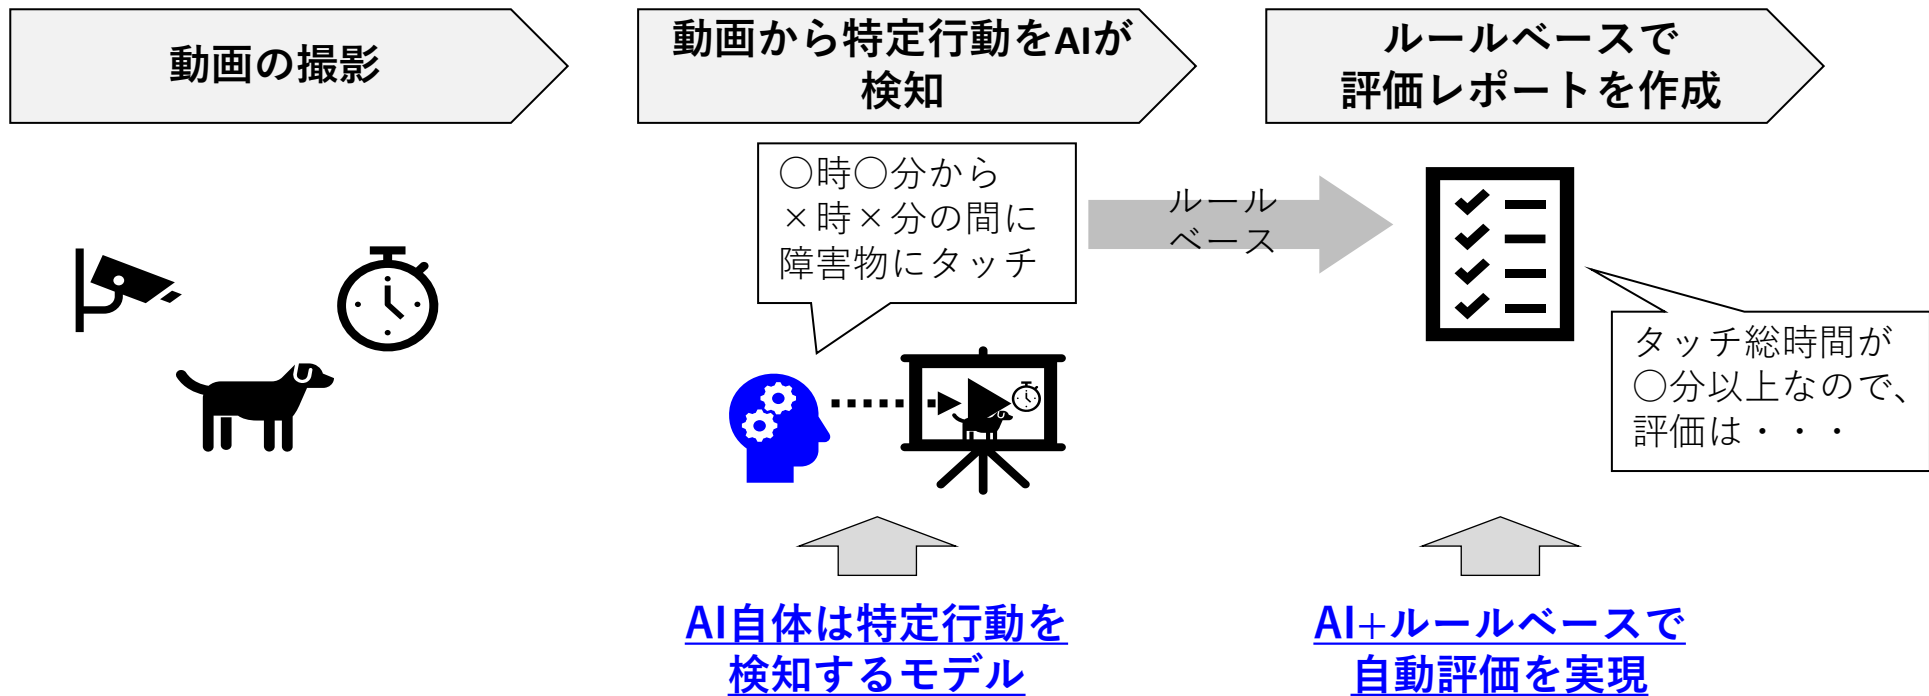 動画の撮影
動画から特定行動をAIが
検知
ルールベースで
評価レポートを作成
○時○分から
×時×分の間に
障害物にタッチ
ルール
ベース
タッチ総時間が
○分以上なので、
評価は・・・
AI自体は特定行動を
検知するモデル
AI+ルールベースで
自動評価を実現